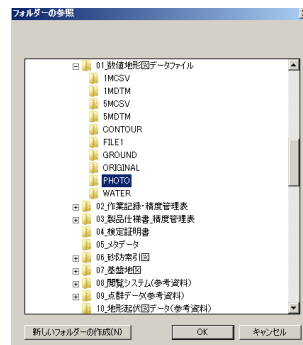 フォルダーの参照
01_数値地形図データファイル
1MCSV
1MDTM
5MCSV
5MDTM
CONTOUR
FILE1
GROUND
ORIGINAL
PHOTO
WATER
02_作業記録・精度管理表
03_製品仕様書_精度管理表
04_検定証明書
05_メタデータ
06_砂防索引図
07_基盤地図
08_閲覧システム(参考資料)
09_点群データ(参考資料)
10_地形起伏図データ(参考資料)
新しいフォルダーの作成(N)
OK
キャンセル